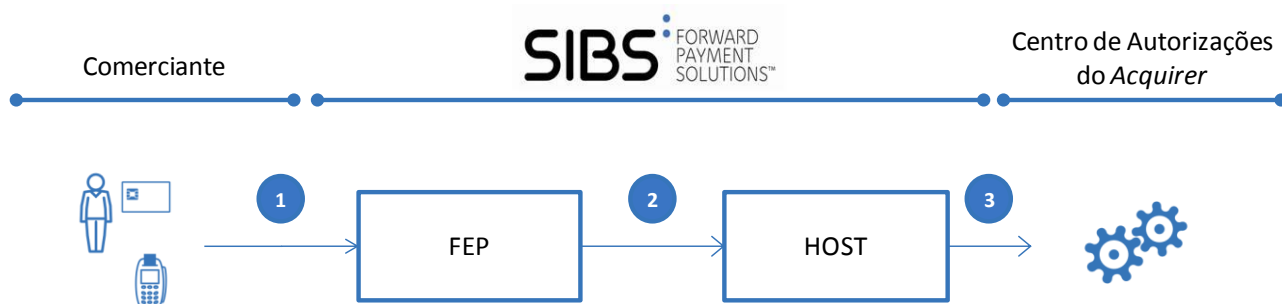 Comerciante
SIBS FORWARD
PAYMENT
SOLUTIONS™
Centro de Autorizações
do Acquirer
1
2
3
FEP
HOST